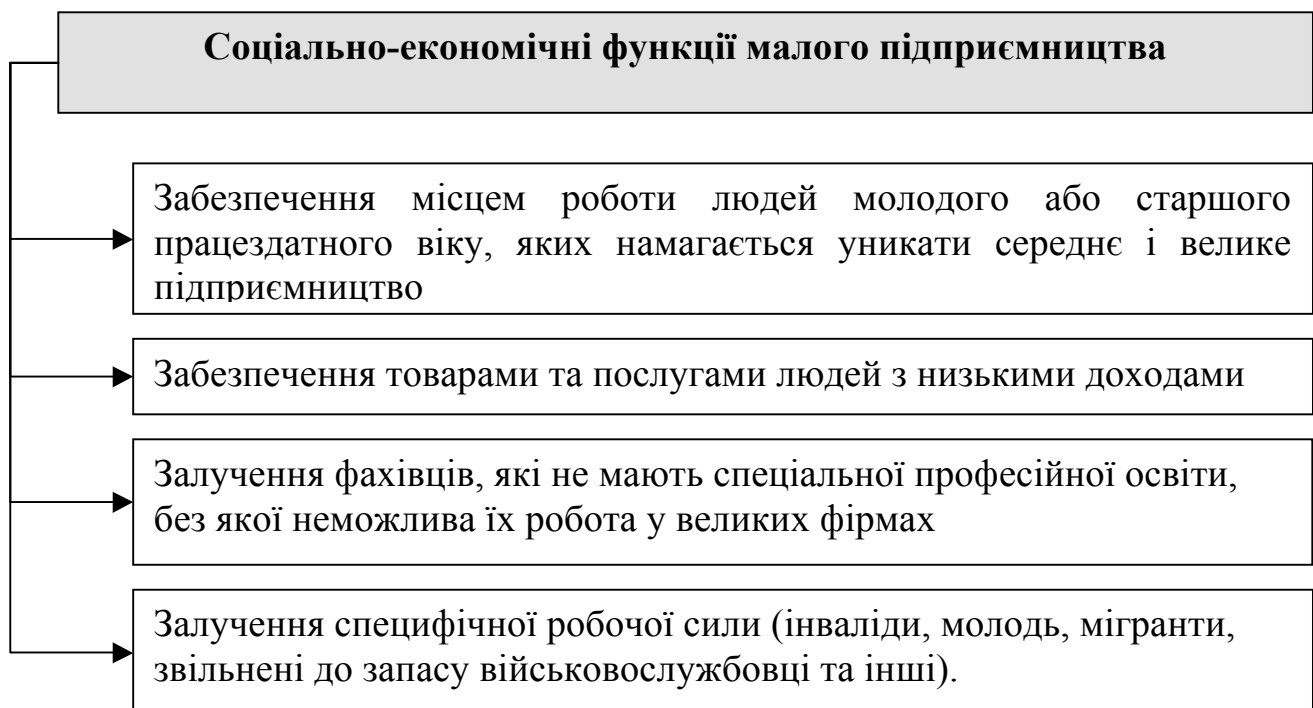 Соціально-економічні функції малого підприємництва
Забезпечення місцем роботи людей молодого або старшого
працездатного віку, яких намагається уникати середнє і велике
підприємництво
Забезпечення товарами та послугами людей з низькими доходами
Залучення фахівців, які не мають спеціальної професійної освіти,
без якої неможлива їх робота у великих фірмах
Залучення специфічної робочої сили (інваліди, молодь, мігранти,
звільнені до запасу військовослужбовці та інші).